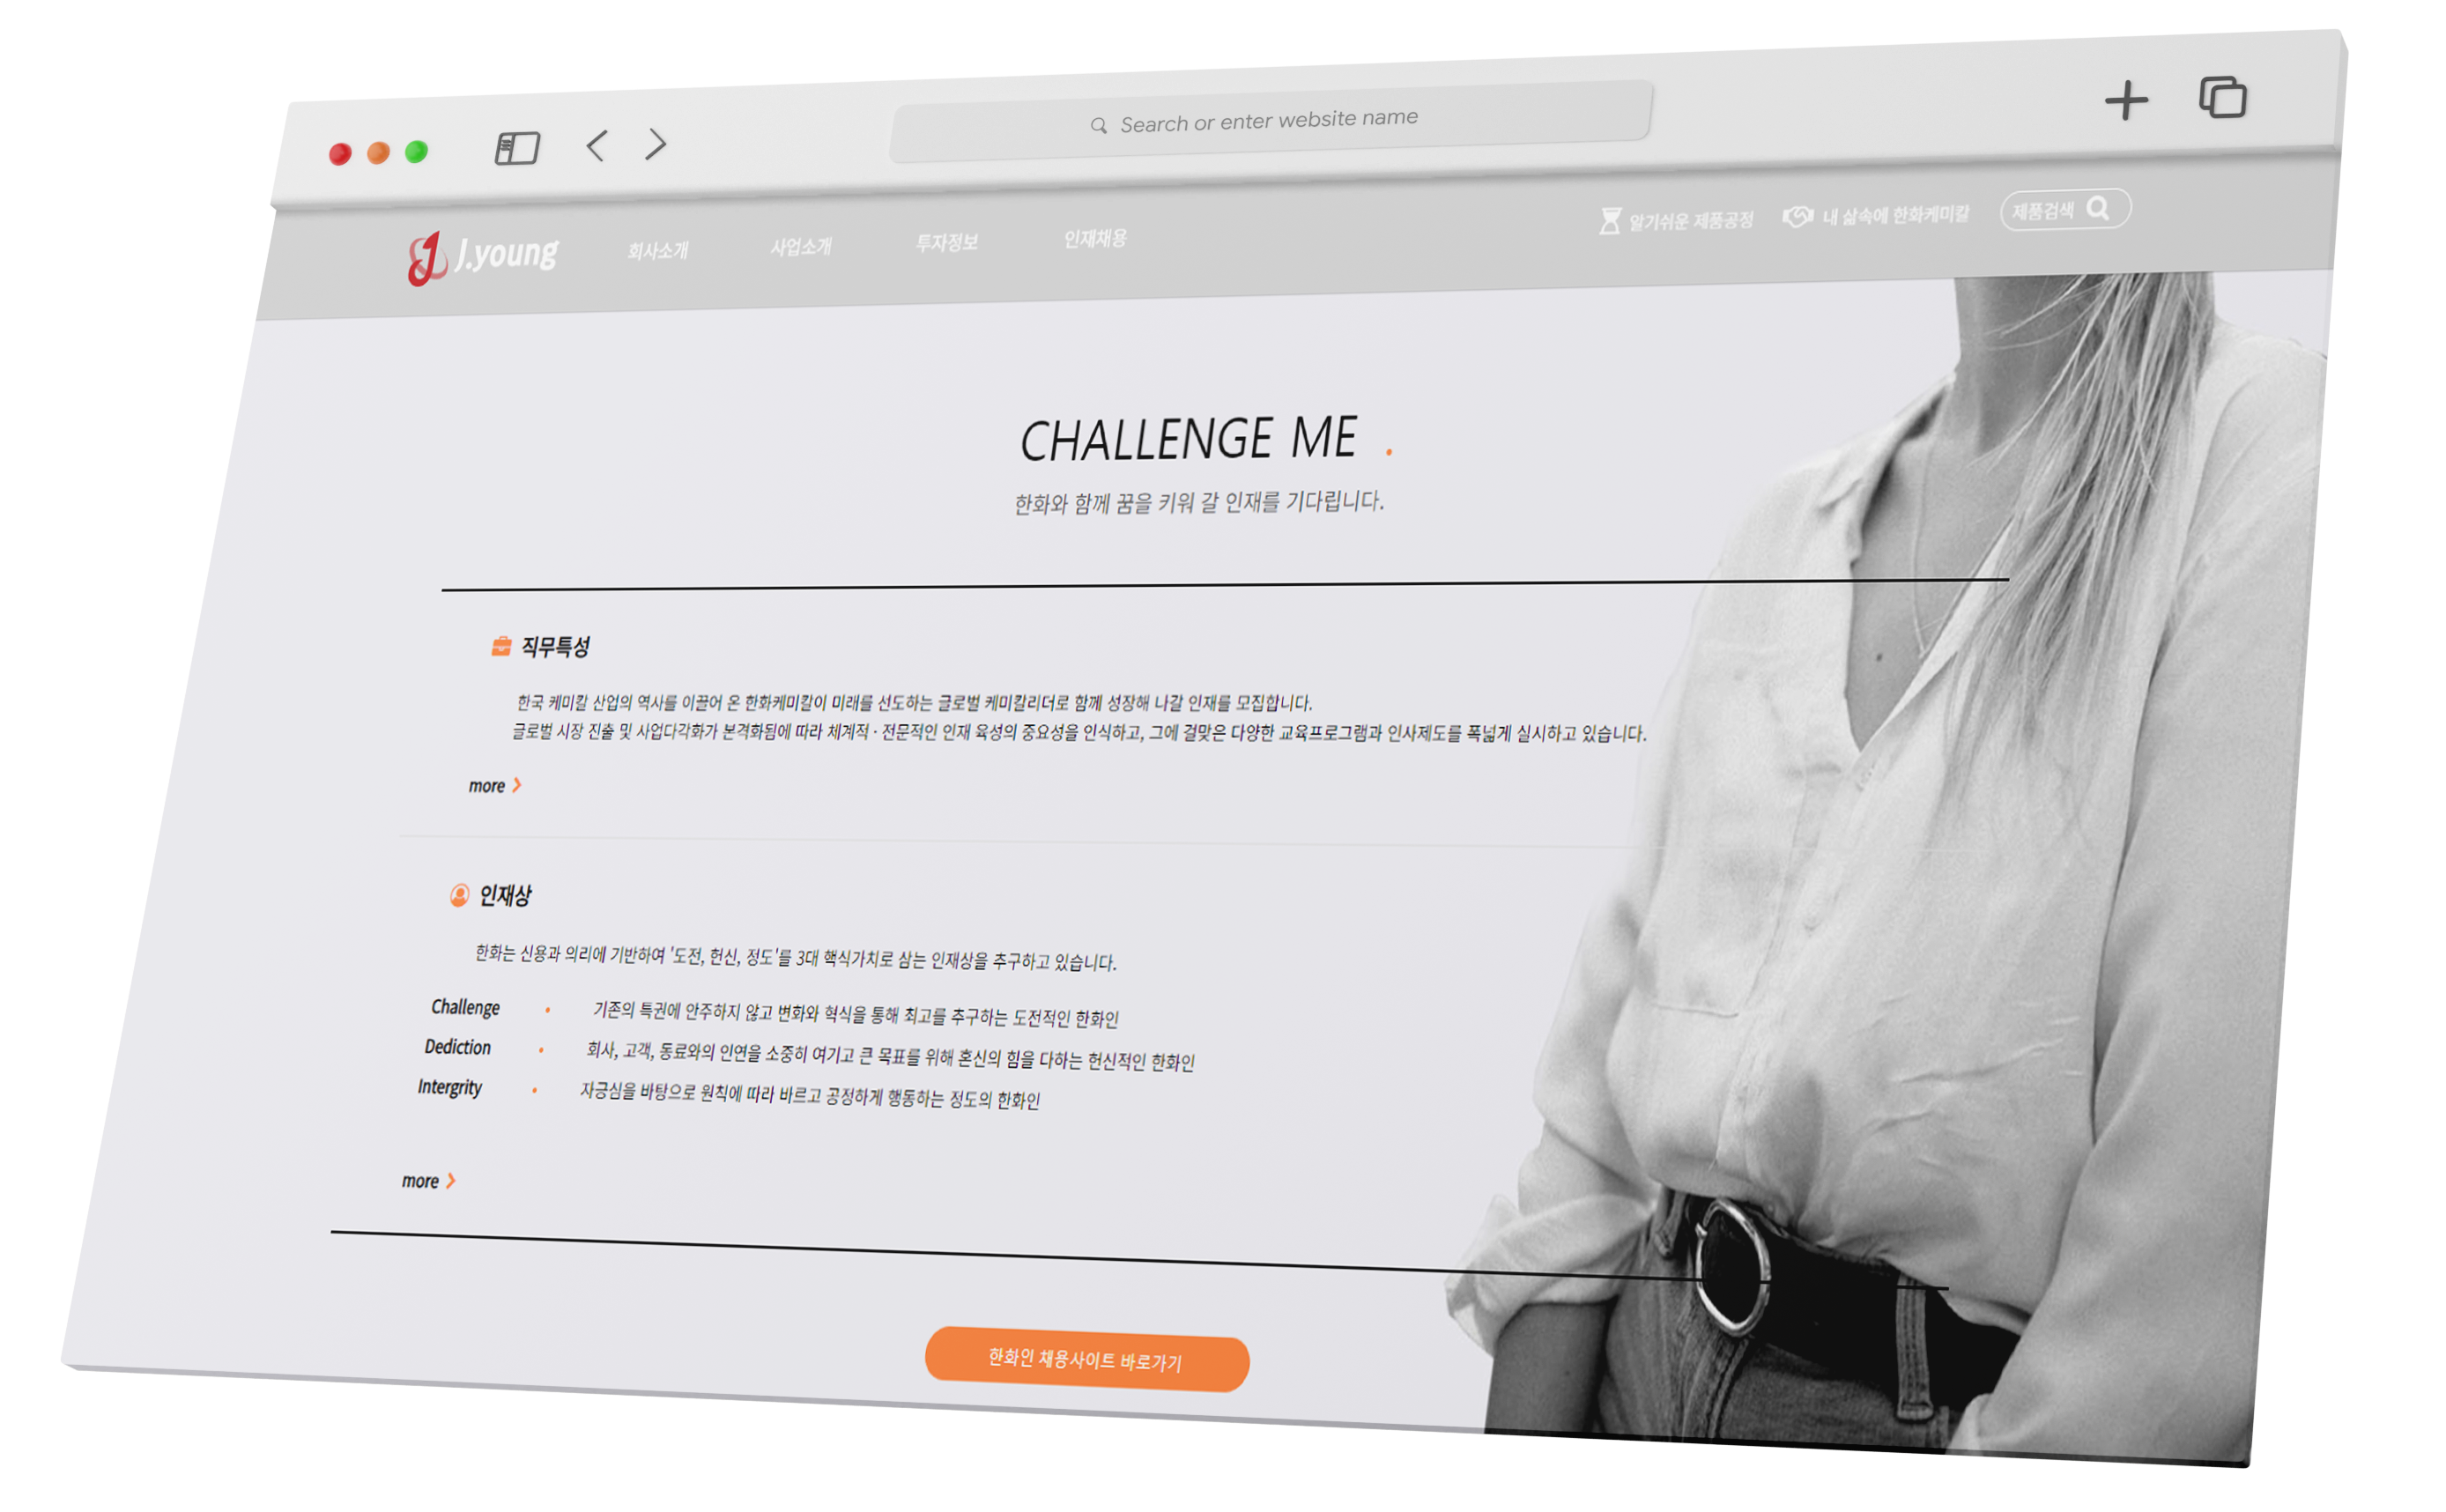 Search or enter website name
J.young 회사소개 사업소개 투자정보 인재채용 알기쉬운 제품공정 내 삶속에 한화케미칼 제품검색
CHALLENGE ME .
한화와 함께 꿈을 키워 갈 인재를 기다립니다.
직무특성
한국 케미칼 산업의 역사를 이끌어 온 한화케미칼이 미래를 선도하는 글로벌 케미칼리더로 함께 성장해 나갈 인재를 모집합니다.
글로벌 시장 진출 및 사업다각화가 본격화됨에 따라 체계적 · 전문적인 인재 육성의 중요성을 인식하고, 그에 걸맞은 다양한 교육프로그램과 인사제도를 폭넓게 실시하고 있습니다.
more
인재상
한화는 신용과 의리에 기반하여 '도전, 헌신, 정도'를 3대 핵심가치로 삼는 인재상을 추구하고 있습니다.
Challenge • 기존의 특권에 안주하지 않고 변화와 혁신을 통해 최고를 추구하는 도전적인 한화인
Dediction • 회사, 고객, 동료와의 인연을 소중히 여기고 큰 목표를 위해 혼신의 힘을 다하는 헌신적인 한화인
Intergrity • 자긍심을 바탕으로 원칙에 따라 바르고 공정하게 행동하는 정도의 한화인
more
한화인 채용사이트 바로가기